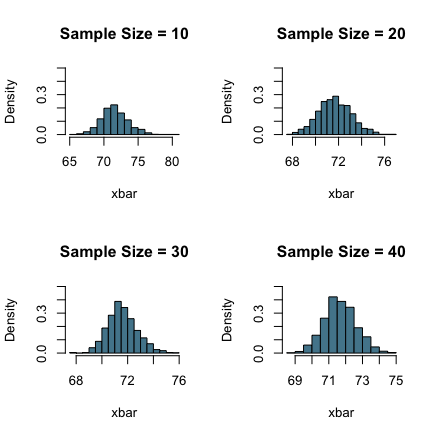 Sample Size = 10
Density
0.3
0.0
65 70 75 80
xbar
Sample Size = 20
Density
0.3
0.0
68 72 76
xbar
Sample Size = 30
Density
0.3
0.0
68 72 76
xbar
Sample Size = 40
Density
0.3
0.0
69 71 73 75
xbar